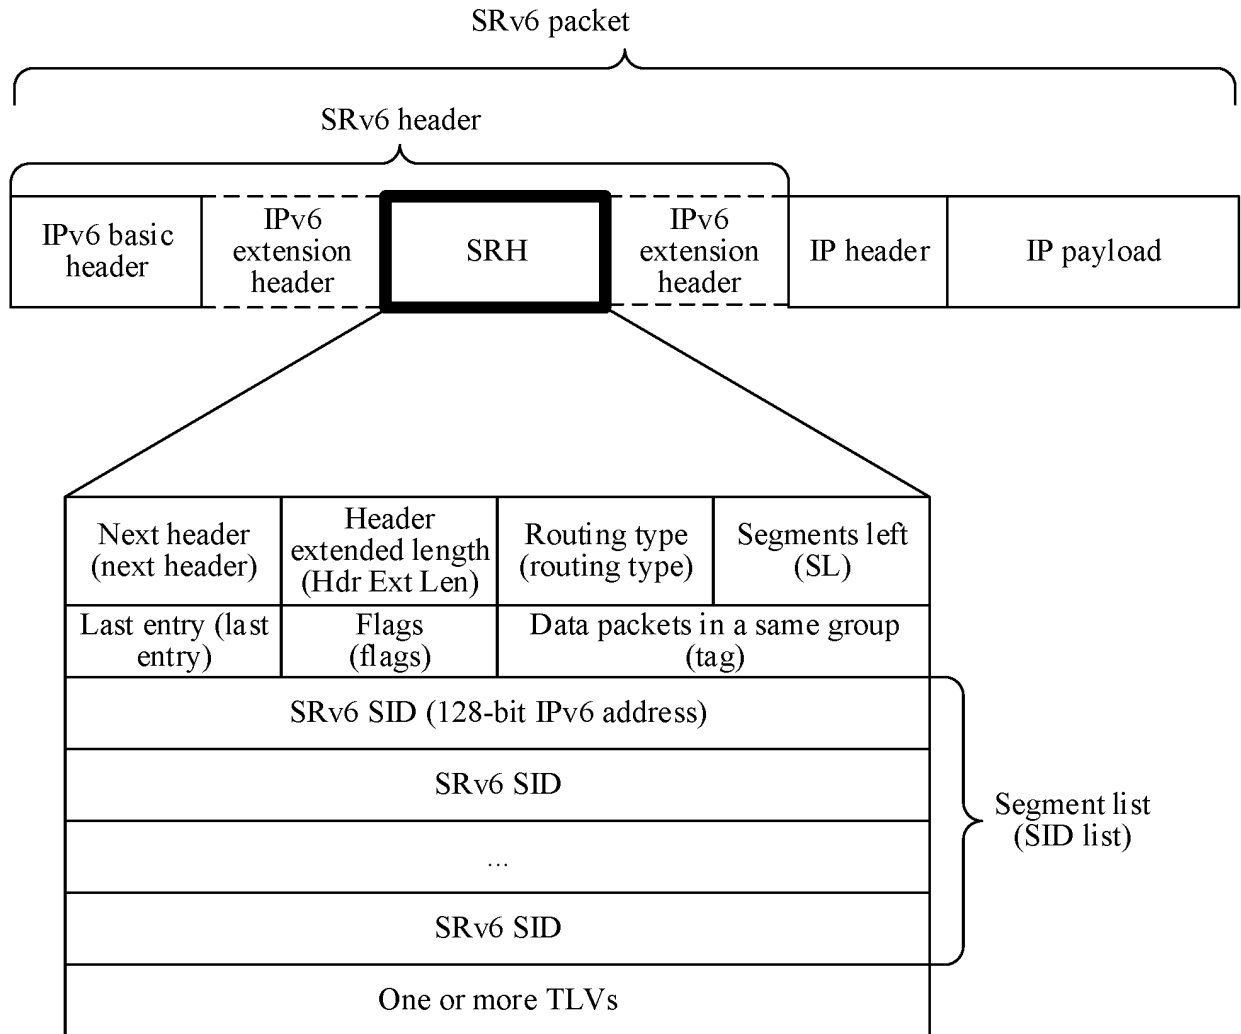 SRv6 packet
SRv6 header
IPv6 basic
header
IPv6
extension
header
SRH
IPv6
extension
header
IP header
IP payload
Next header
(next header)
Header
extended length
(Hdr Ext Len)
Routing type
(routing type)
Segments left
(SL)
Last entry (last
entry)
Flags
(flags)
Data packets in a same group
(tag)
SRv6 SID (128-bit IPv6 address)
SRv6 SID
...
SRv6 SID
Segment list
(SID list)
One or more TLVs